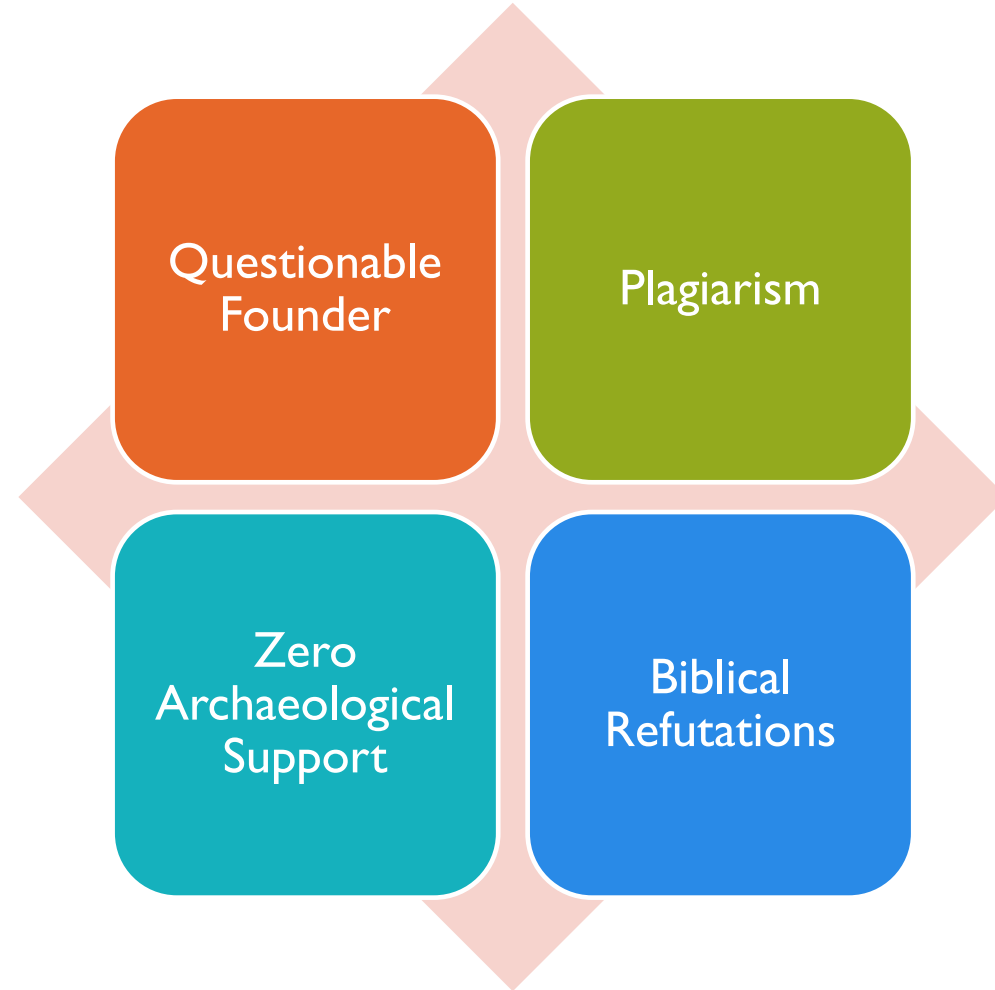 Questionable
Founder
Plagiarism
Zero
Archaeological
Support
Biblical
Refutations